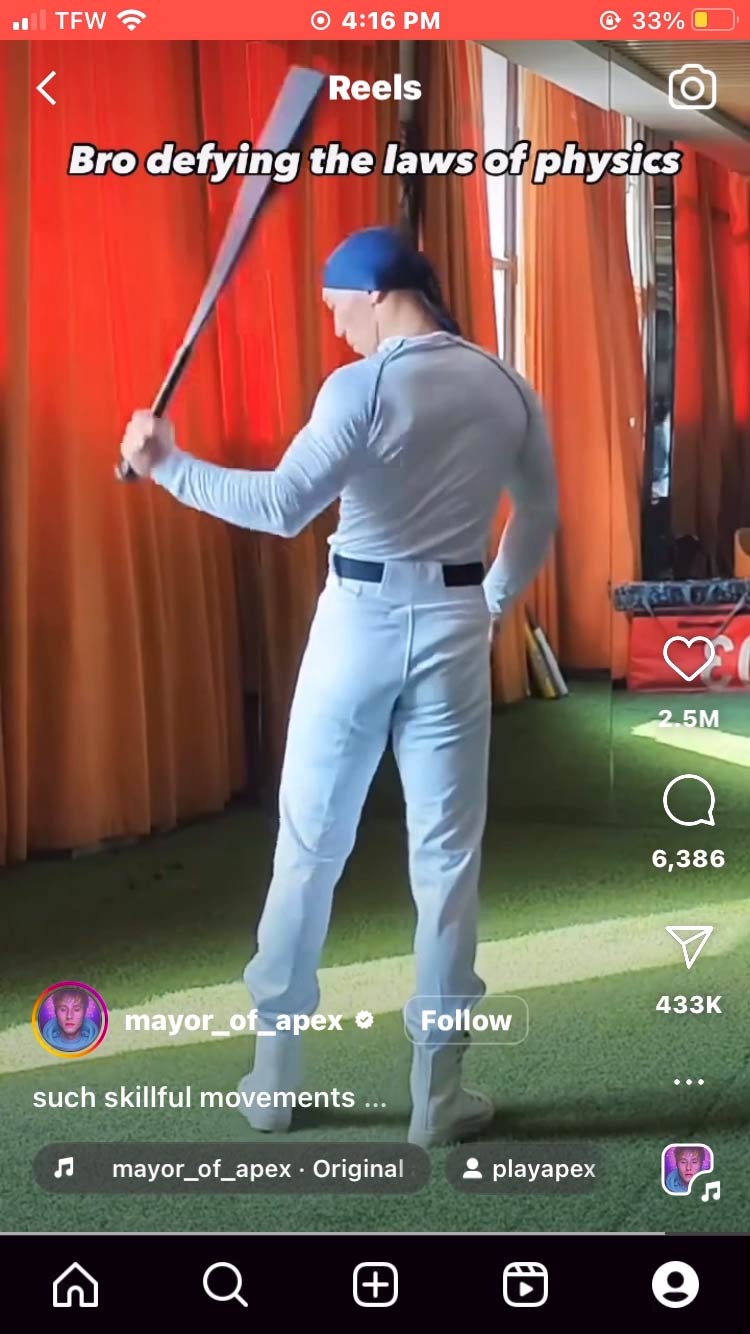 TFW 4:16 PM 33%
Reels
Bro defying the laws of physics
2.5M
6,386
433K
mayor_of_apex Follow
such skillful movements ...
mayor_of_apex · Original playapex